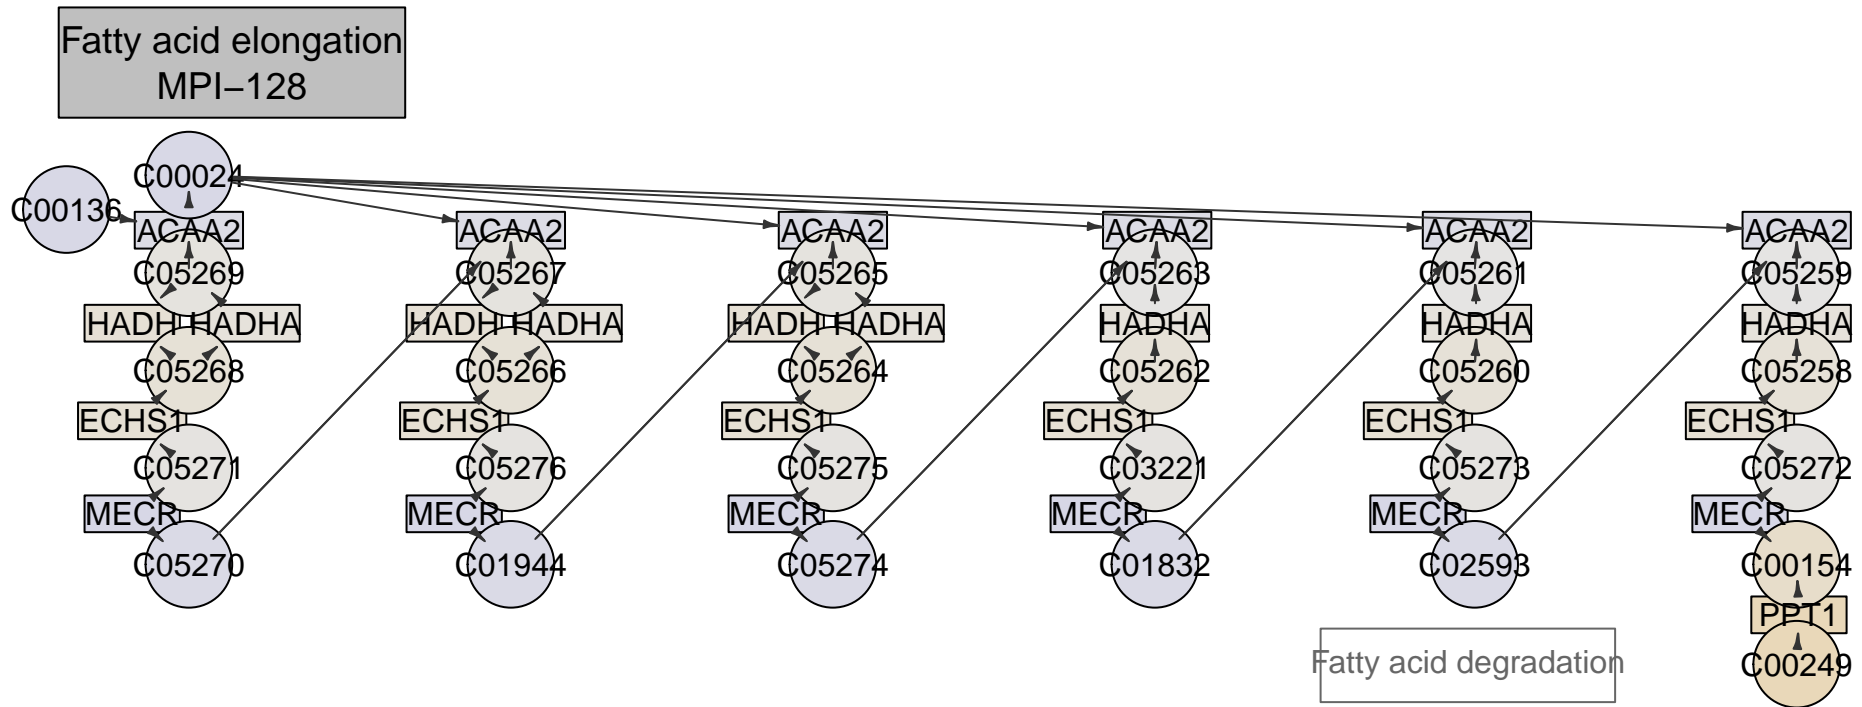 Fatty acid elongation
MPI−128
C00024
C00136
ACAA2 ACAA2 ACAA2 ACAA2 ACAA2 ACAA2
C05269 C05267 C05265 C05263 C05261 C05259
HADH HADHA HADH HADHA HADH HADHA HADHA HADHA HADHA
C05268 C05266 C05264 C05262 C05260 C05258
ECHS1 ECHS1 ECHS1 ECHS1 ECHS1 ECHS1
C05271 C05276 C05275 C03221 C05273 C05272
MECR MECR MECR MECR MECR MECR
C05270 C01944 C05274 C01832 C02593 C00154
PPT1
Fatty acid degradation C00249